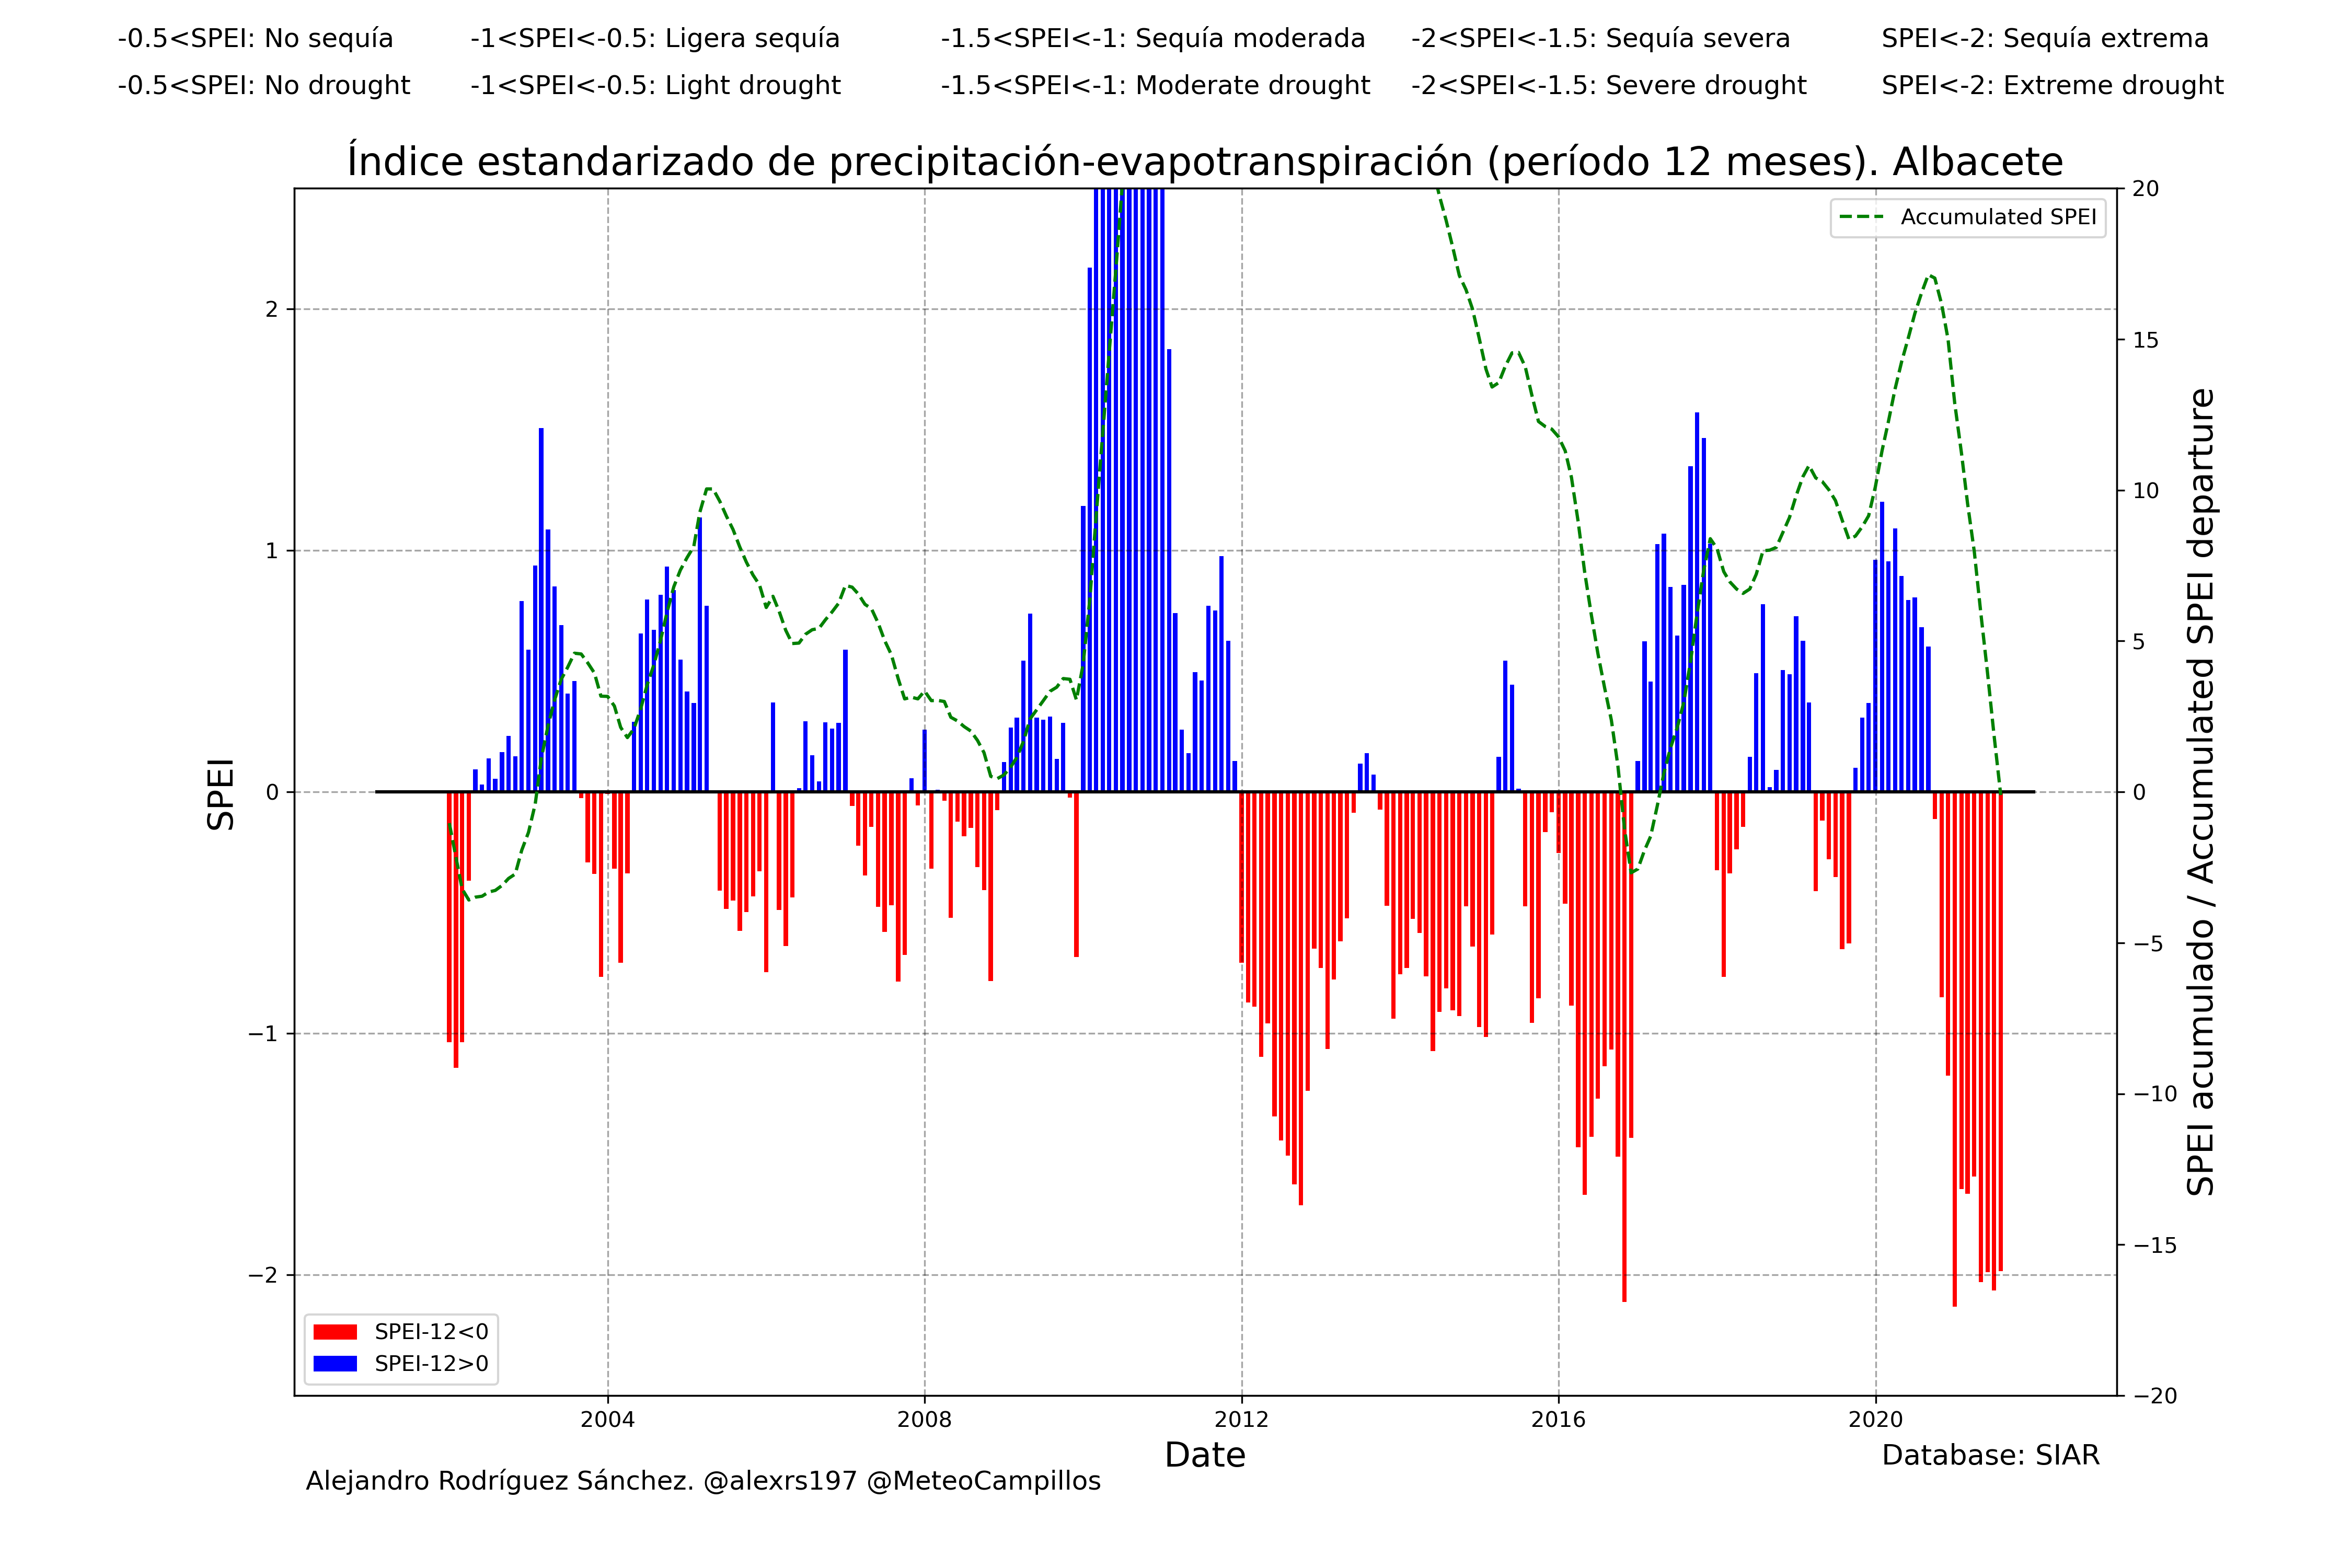 -0.5<SPEI: No sequía -1<SPEI<-0.5: Ligera sequía -1.5<SPEI<-1: Sequía moderada -2<SPEI<-1.5: Sequía severa SPEI<-2: Sequía extrema
-0.5<SPEI: No drought -1<SPEI<-0.5: Light drought -1.5<SPEI<-1: Moderate drought -2<SPEI<-1.5: Severe drought SPEI<-2: Extreme drought
Índice estandarizado de precipitación-evapotranspiración (período 12 meses). Albacete
Accumulated SPEI
SPEI
2
1
0
−1
−2
20
15
10
5
0
−5
−10
−15
−20
SPEI acumulado / Accumulated SPEI departure
SPEI-12<0
SPEI-12>0
2004 2008 2012 2016 2020
Date
Database: SIAR
Alejandro Rodríguez Sánchez. @alexrs197 @MeteoCampillos